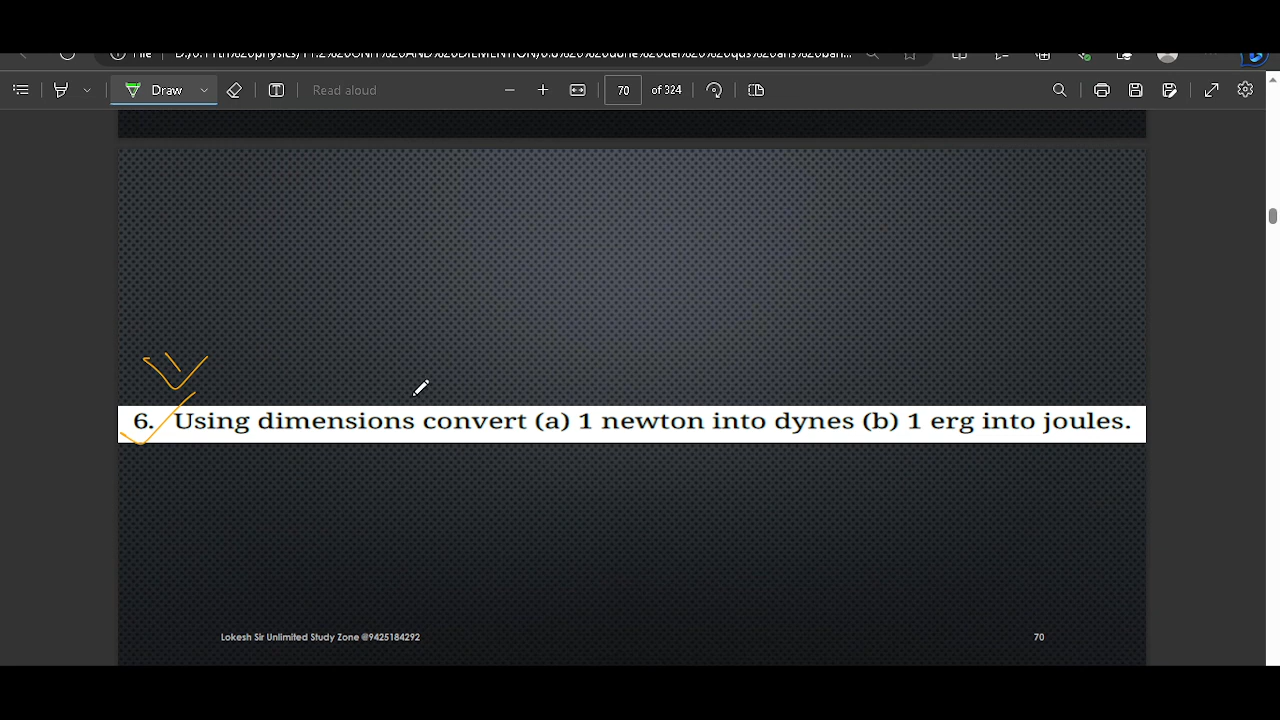 Draw
Read aloud
70 of 324
6. Using dimensions convert (a) 1 newton into dynes (b) 1 erg into joules.
Lokesh Sir Unlimited Study Zone @9425184292
70